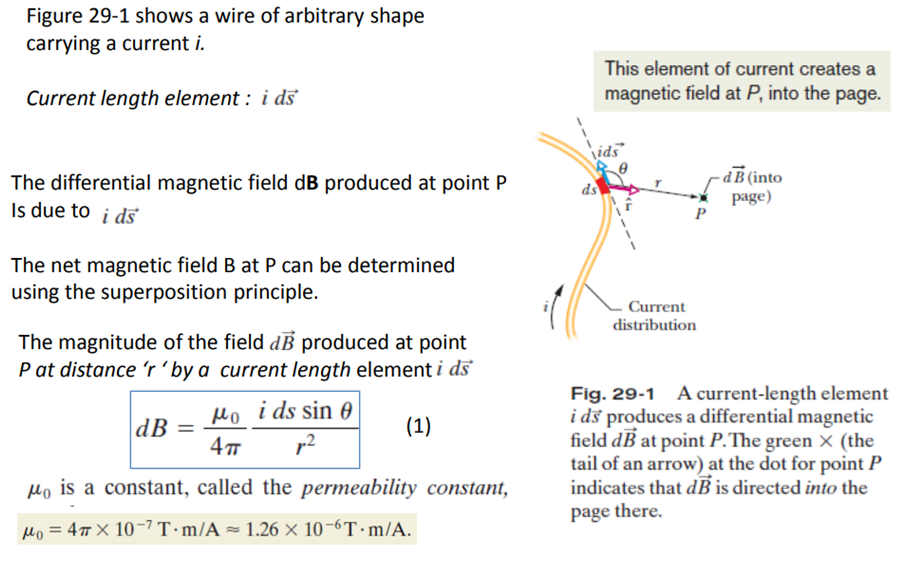 Figure 29-1 shows a wire of arbitrary shape
carrying a current i.
Current length element : i ds⃗
The differential magnetic field dB produced at point P
Is due to i ds⃗
The net magnetic field B at P can be determined
using the superposition principle.
The magnitude of the field dB⃗ produced at point
P at distance ‘r ‘ by a current length element i ds⃗
dB = μ₀/4π i ds sin θ/r² (1)
μ₀ is a constant, called the permeability constant,
μ₀ = 4π × 10⁻⁷ T·m/A ≈ 1.26 × 10⁻⁶ T·m/A.
This element of current creates a
magnetic field at P, into the page.
ids⃗
θ
ds
r̂
r
P
dB⃗ (into
page)
i
Current
distribution
Fig. 29-1 A current-length element
i ds⃗ produces a differential magnetic
field dB⃗ at point P. The green × (the
tail of an arrow) at the dot for point P
indicates that dB⃗ is directed into the
page there.